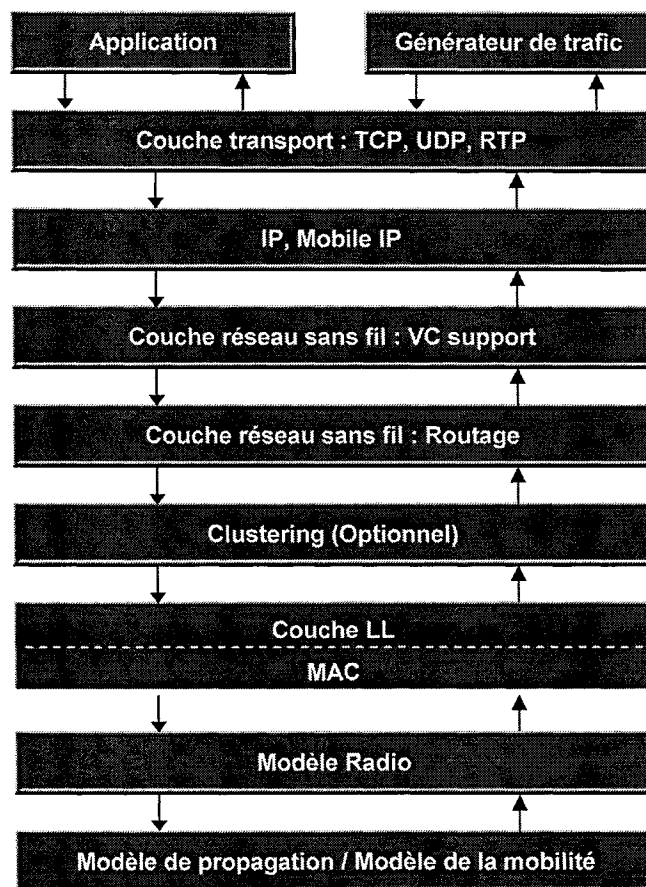 Application
Générateur de trafic
Couche transport : TCP, UDP, RTP
IP, Mobile IP
Couche réseau sans fil : VC support
Couche réseau sans fil : Routage
Clustering (Optionnel)
Couche LL
MAC
Modèle Radio
Modèle de propagation / Modèle de la mobilité